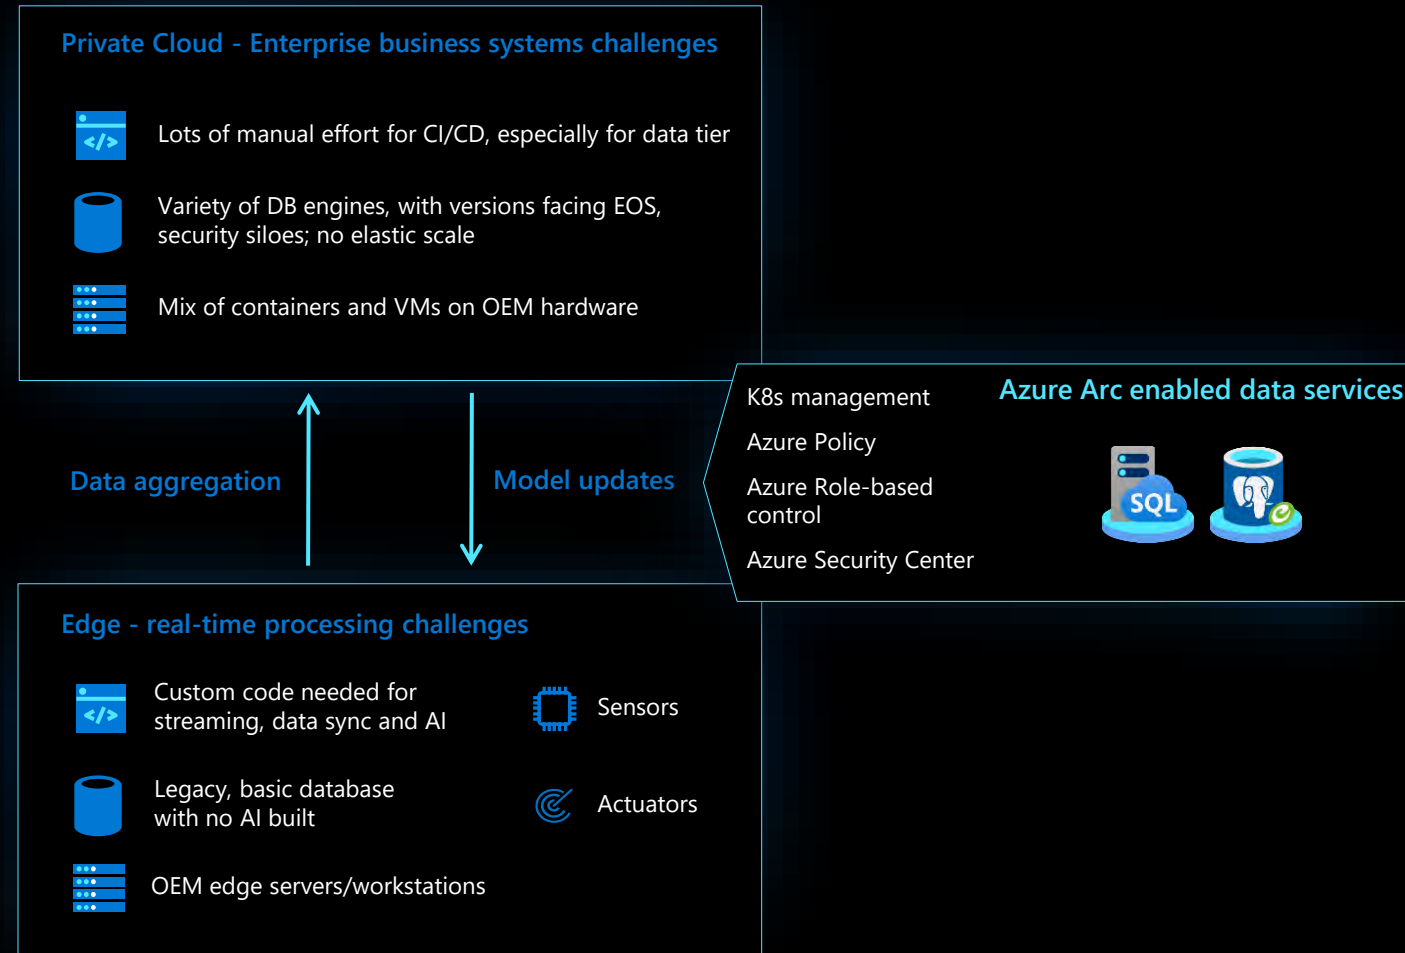 Private Cloud - Enterprise business systems challenges
</>
Lots of manual effort for CI/CD, especially for data tier
Variety of DB engines, with versions facing EOS,
security siloes; no elastic scale
Mix of containers and VMs on OEM hardware
Data aggregation
Model updates
K8s management
Azure Policy
Azure Role-based
control
Azure Security Center
Azure Arc enabled data services
SQL
Edge - real-time processing challenges
</>
Custom code needed for
streaming, data sync and AI
Legacy, basic database
with no AI built
OEM edge servers/workstations
Sensors
Actuators